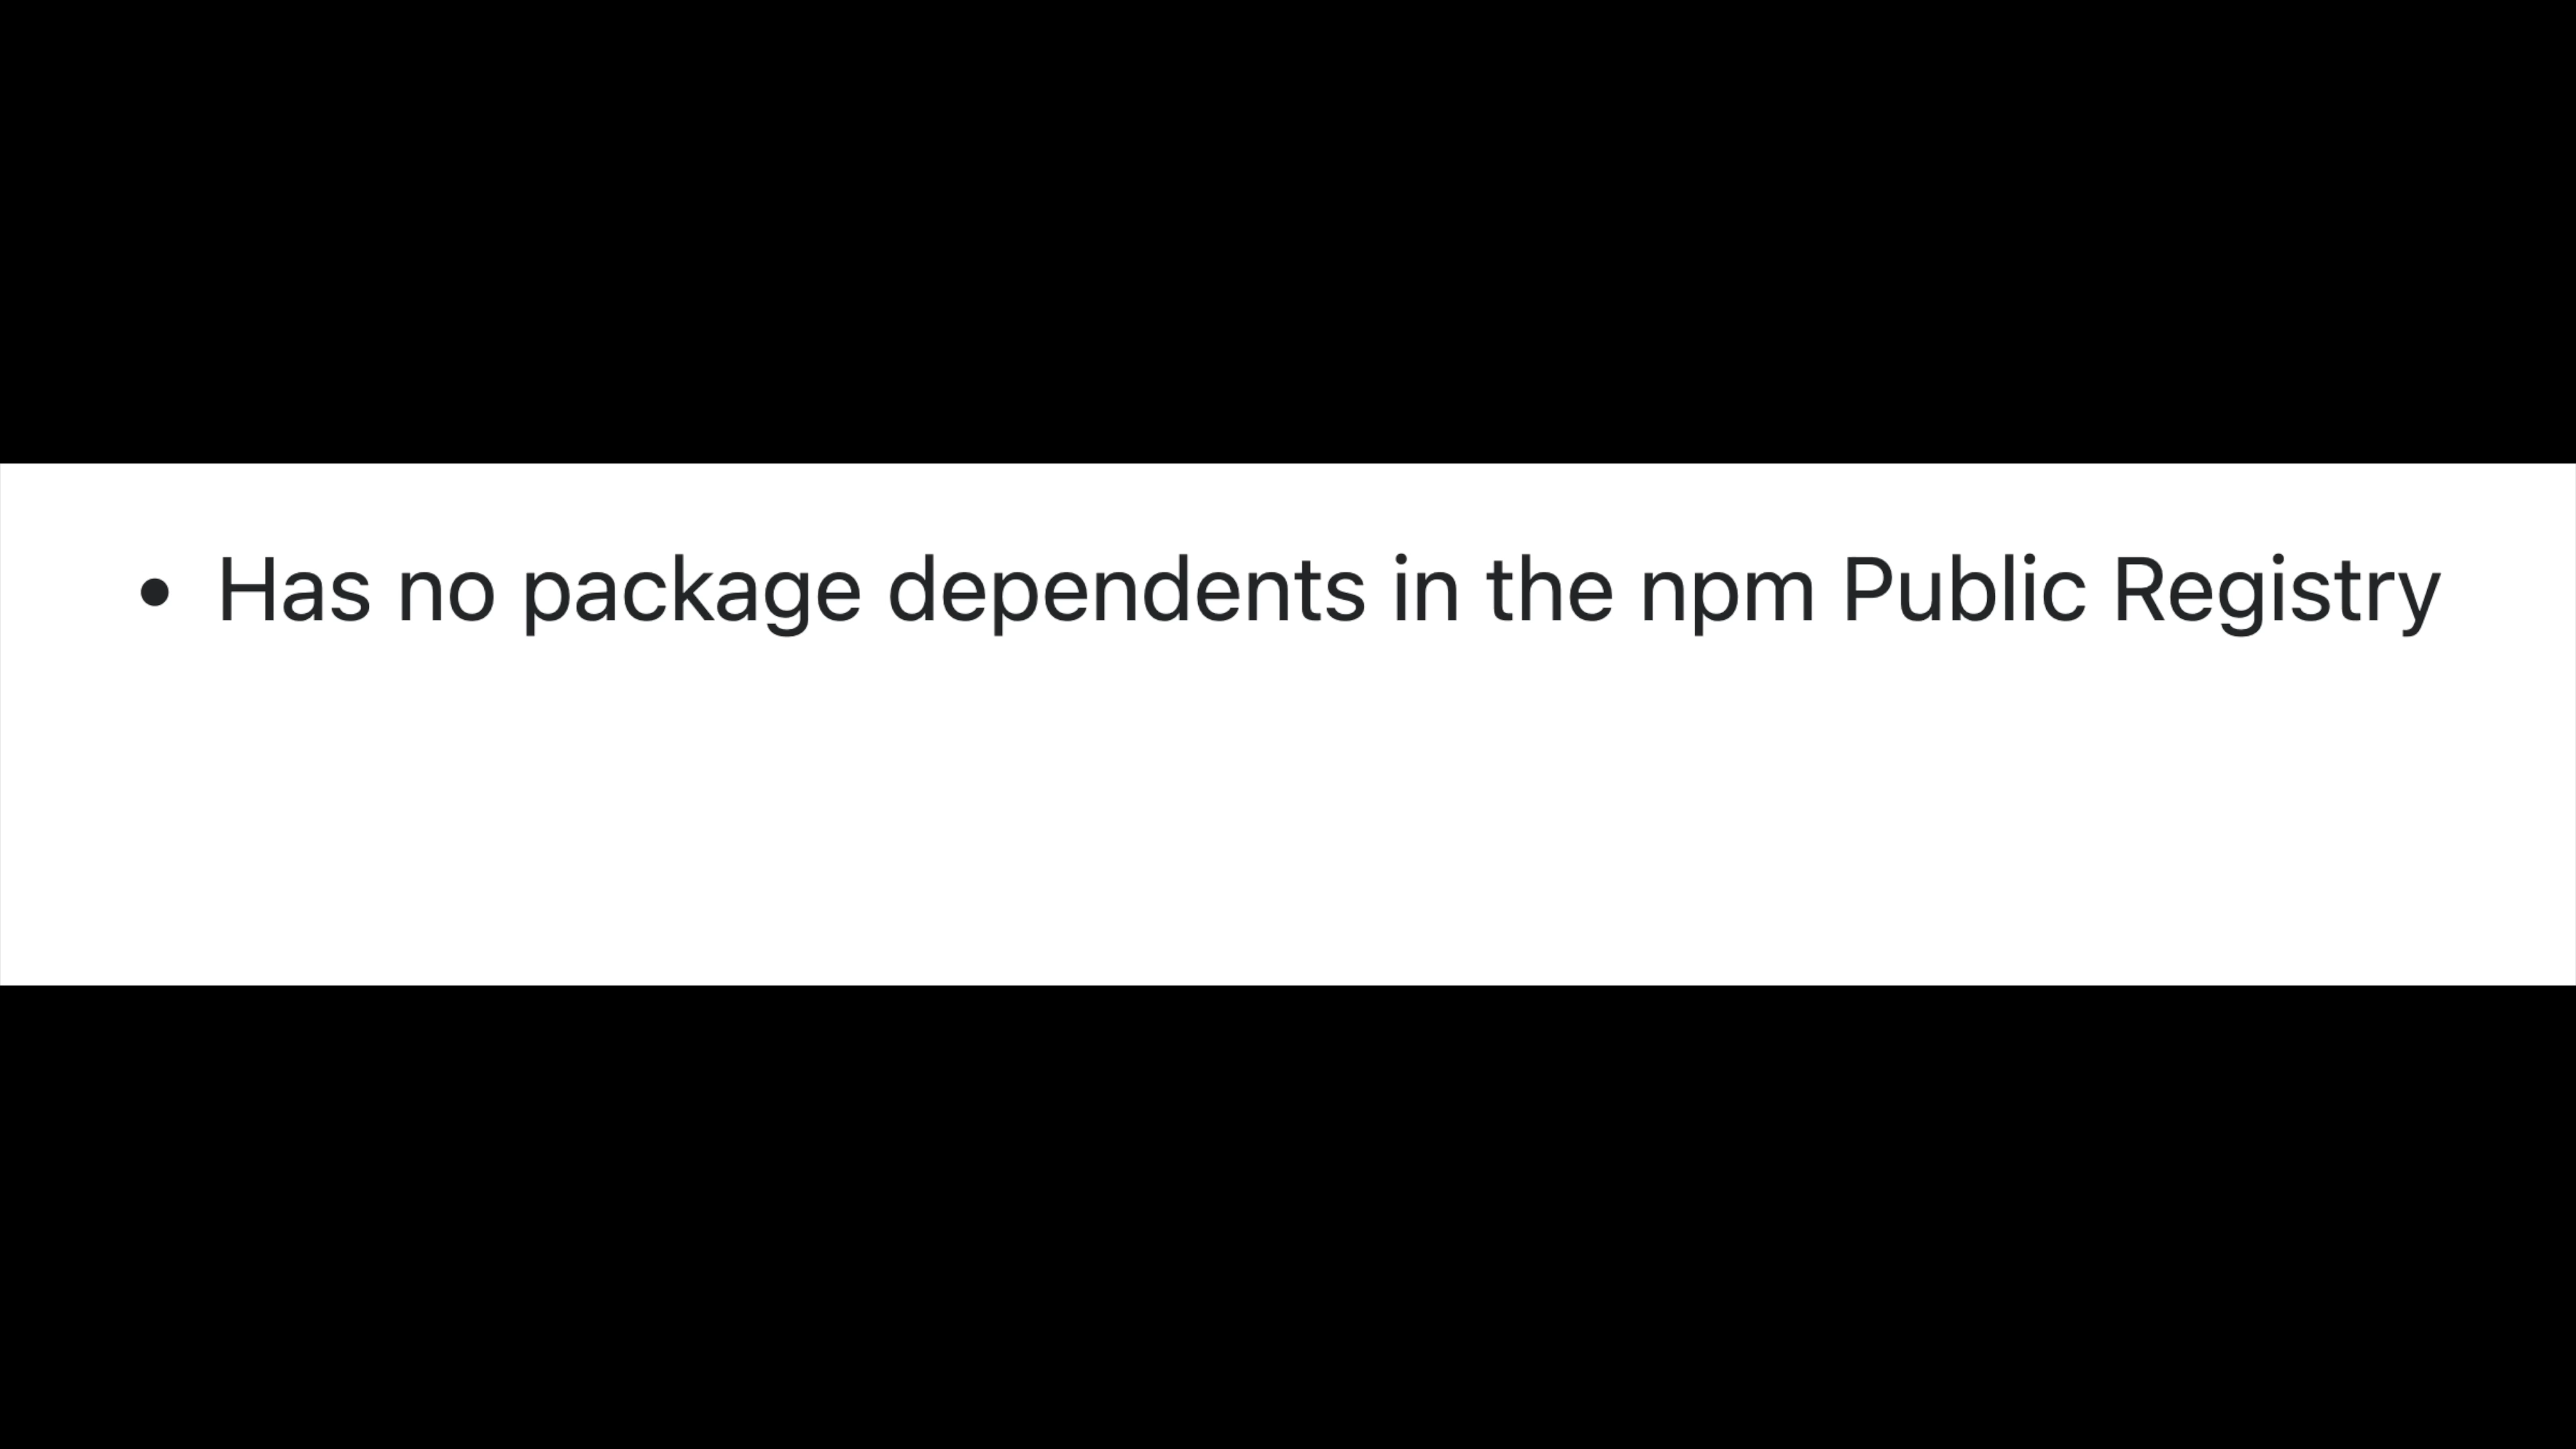 • Has no package dependents in the npm Public Registry